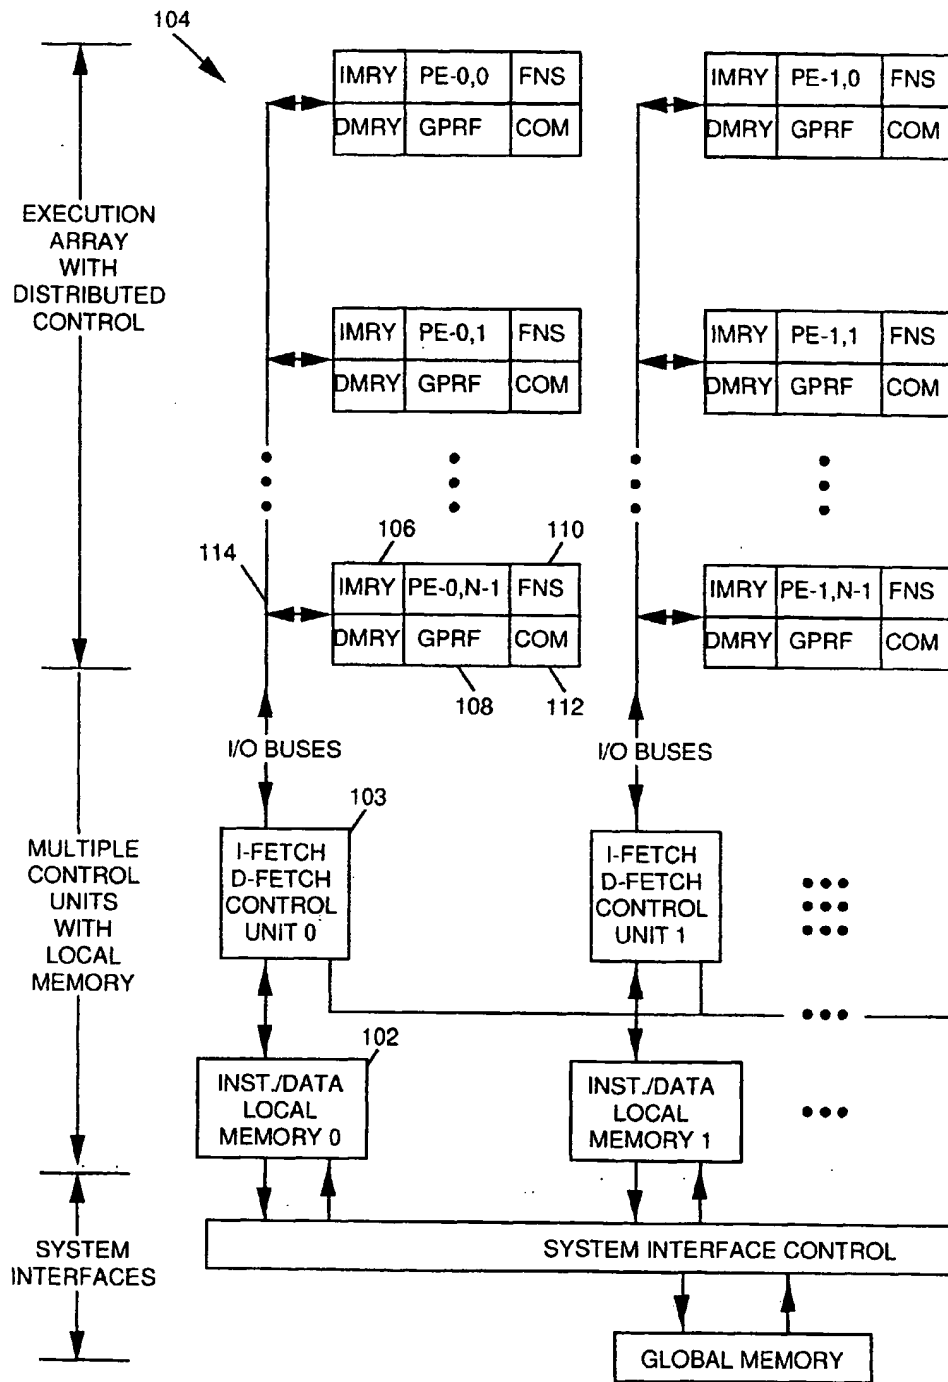 104
IMRY PE-0,0 FNS
DMRY GPRF COM
IMRY PE-1,0 FNS
DMRY GPRF COM
EXECUTION
ARRAY
WITH
DISTRIBUTED
CONTROL
IMRY PE-0,1 FNS
DMRY GPRF COM
IMRY PE-1,1 FNS
DMRY GPRF COM
114
106
110
IMRY PE-0,N-1 FNS
DMRY GPRF COM
108
112
IMRY PE-1,N-1 FNS
DMRY GPRF COM
I/O BUSES
I/O BUSES
MULTIPLE
CONTROL
UNITS
WITH
LOCAL
MEMORY
103
I-FETCH
D-FETCH
CONTROL
UNIT 0
I-FETCH
D-FETCH
CONTROL
UNIT 1
102
INST./DATA
LOCAL
MEMORY 0
INST./DATA
LOCAL
MEMORY 1
SYSTEM
INTERFACES
SYSTEM INTERFACE CONTROL
GLOBAL MEMORY